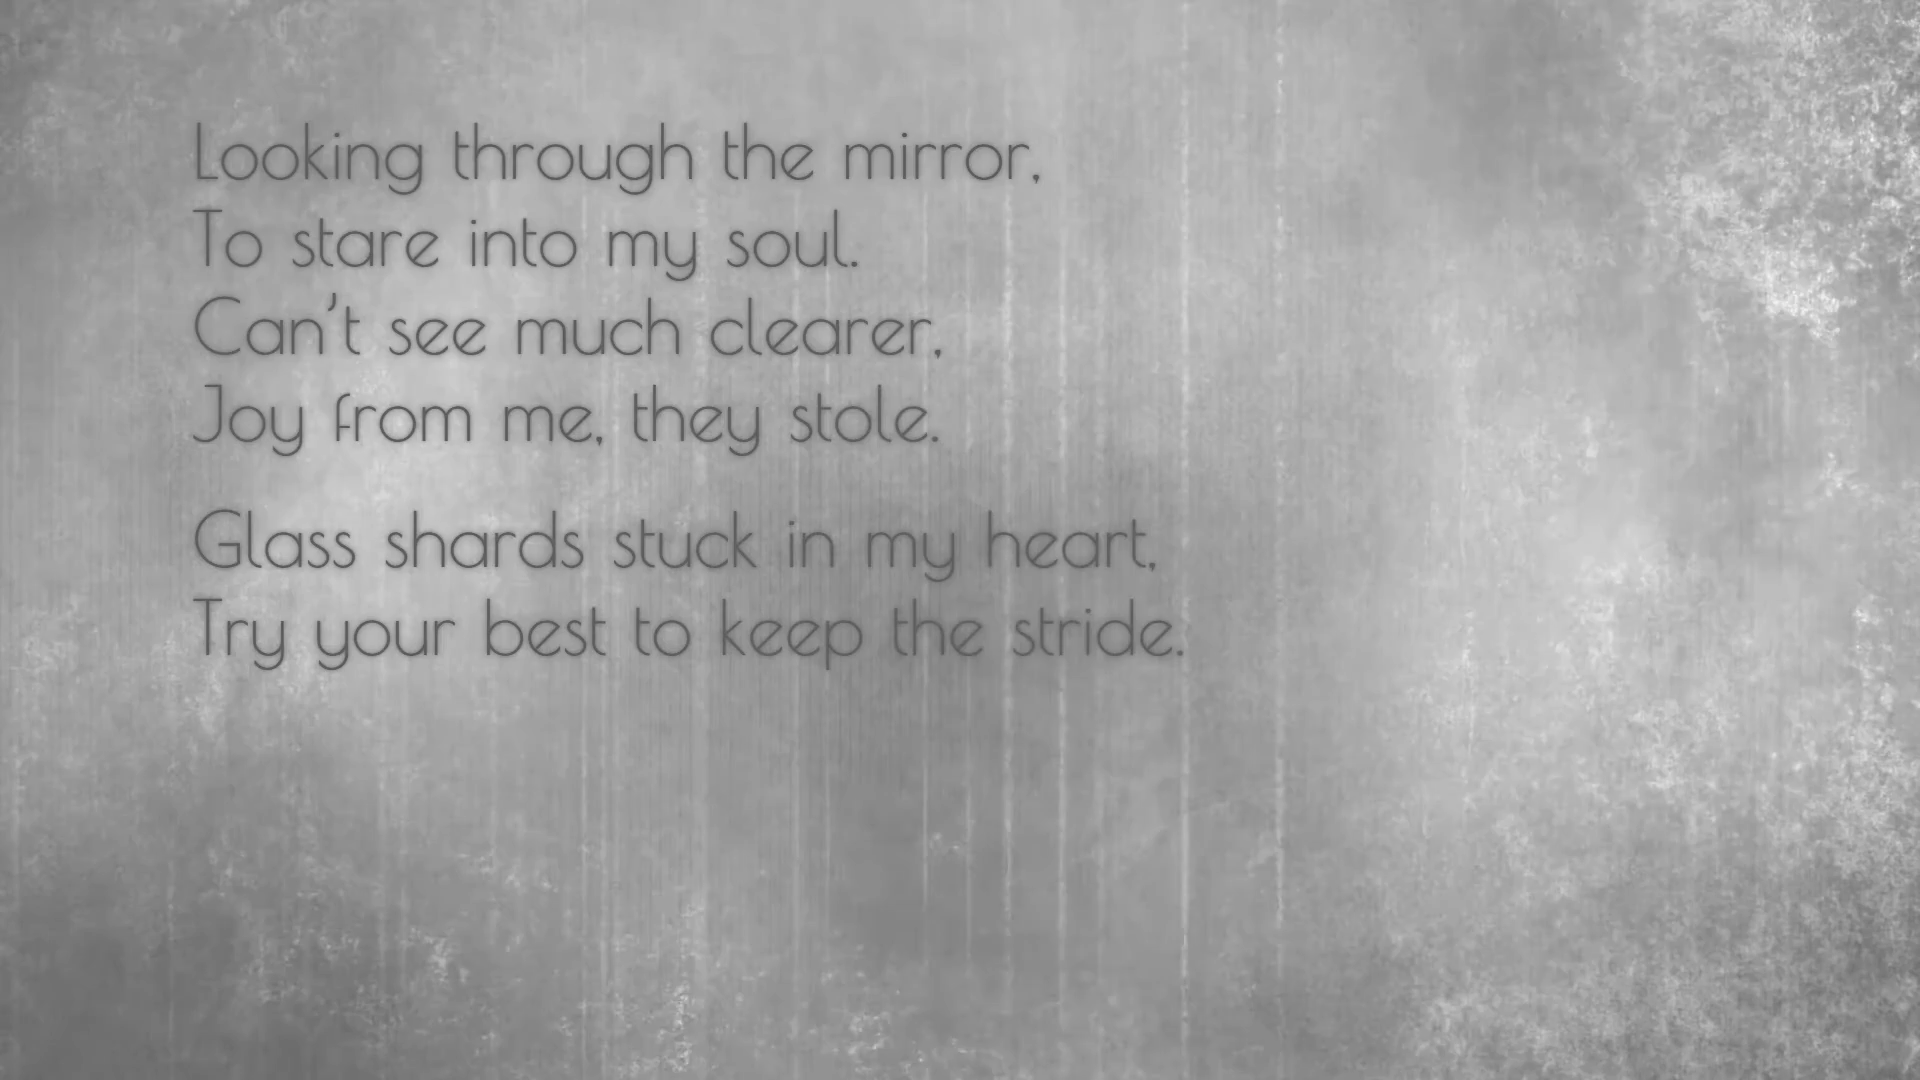 Looking through the mirror,
To stare into my soul.
Can't see much clearer,
Joy from me, they stole.
Glass shards stuck in my heart,
Try your best to keep the stride.